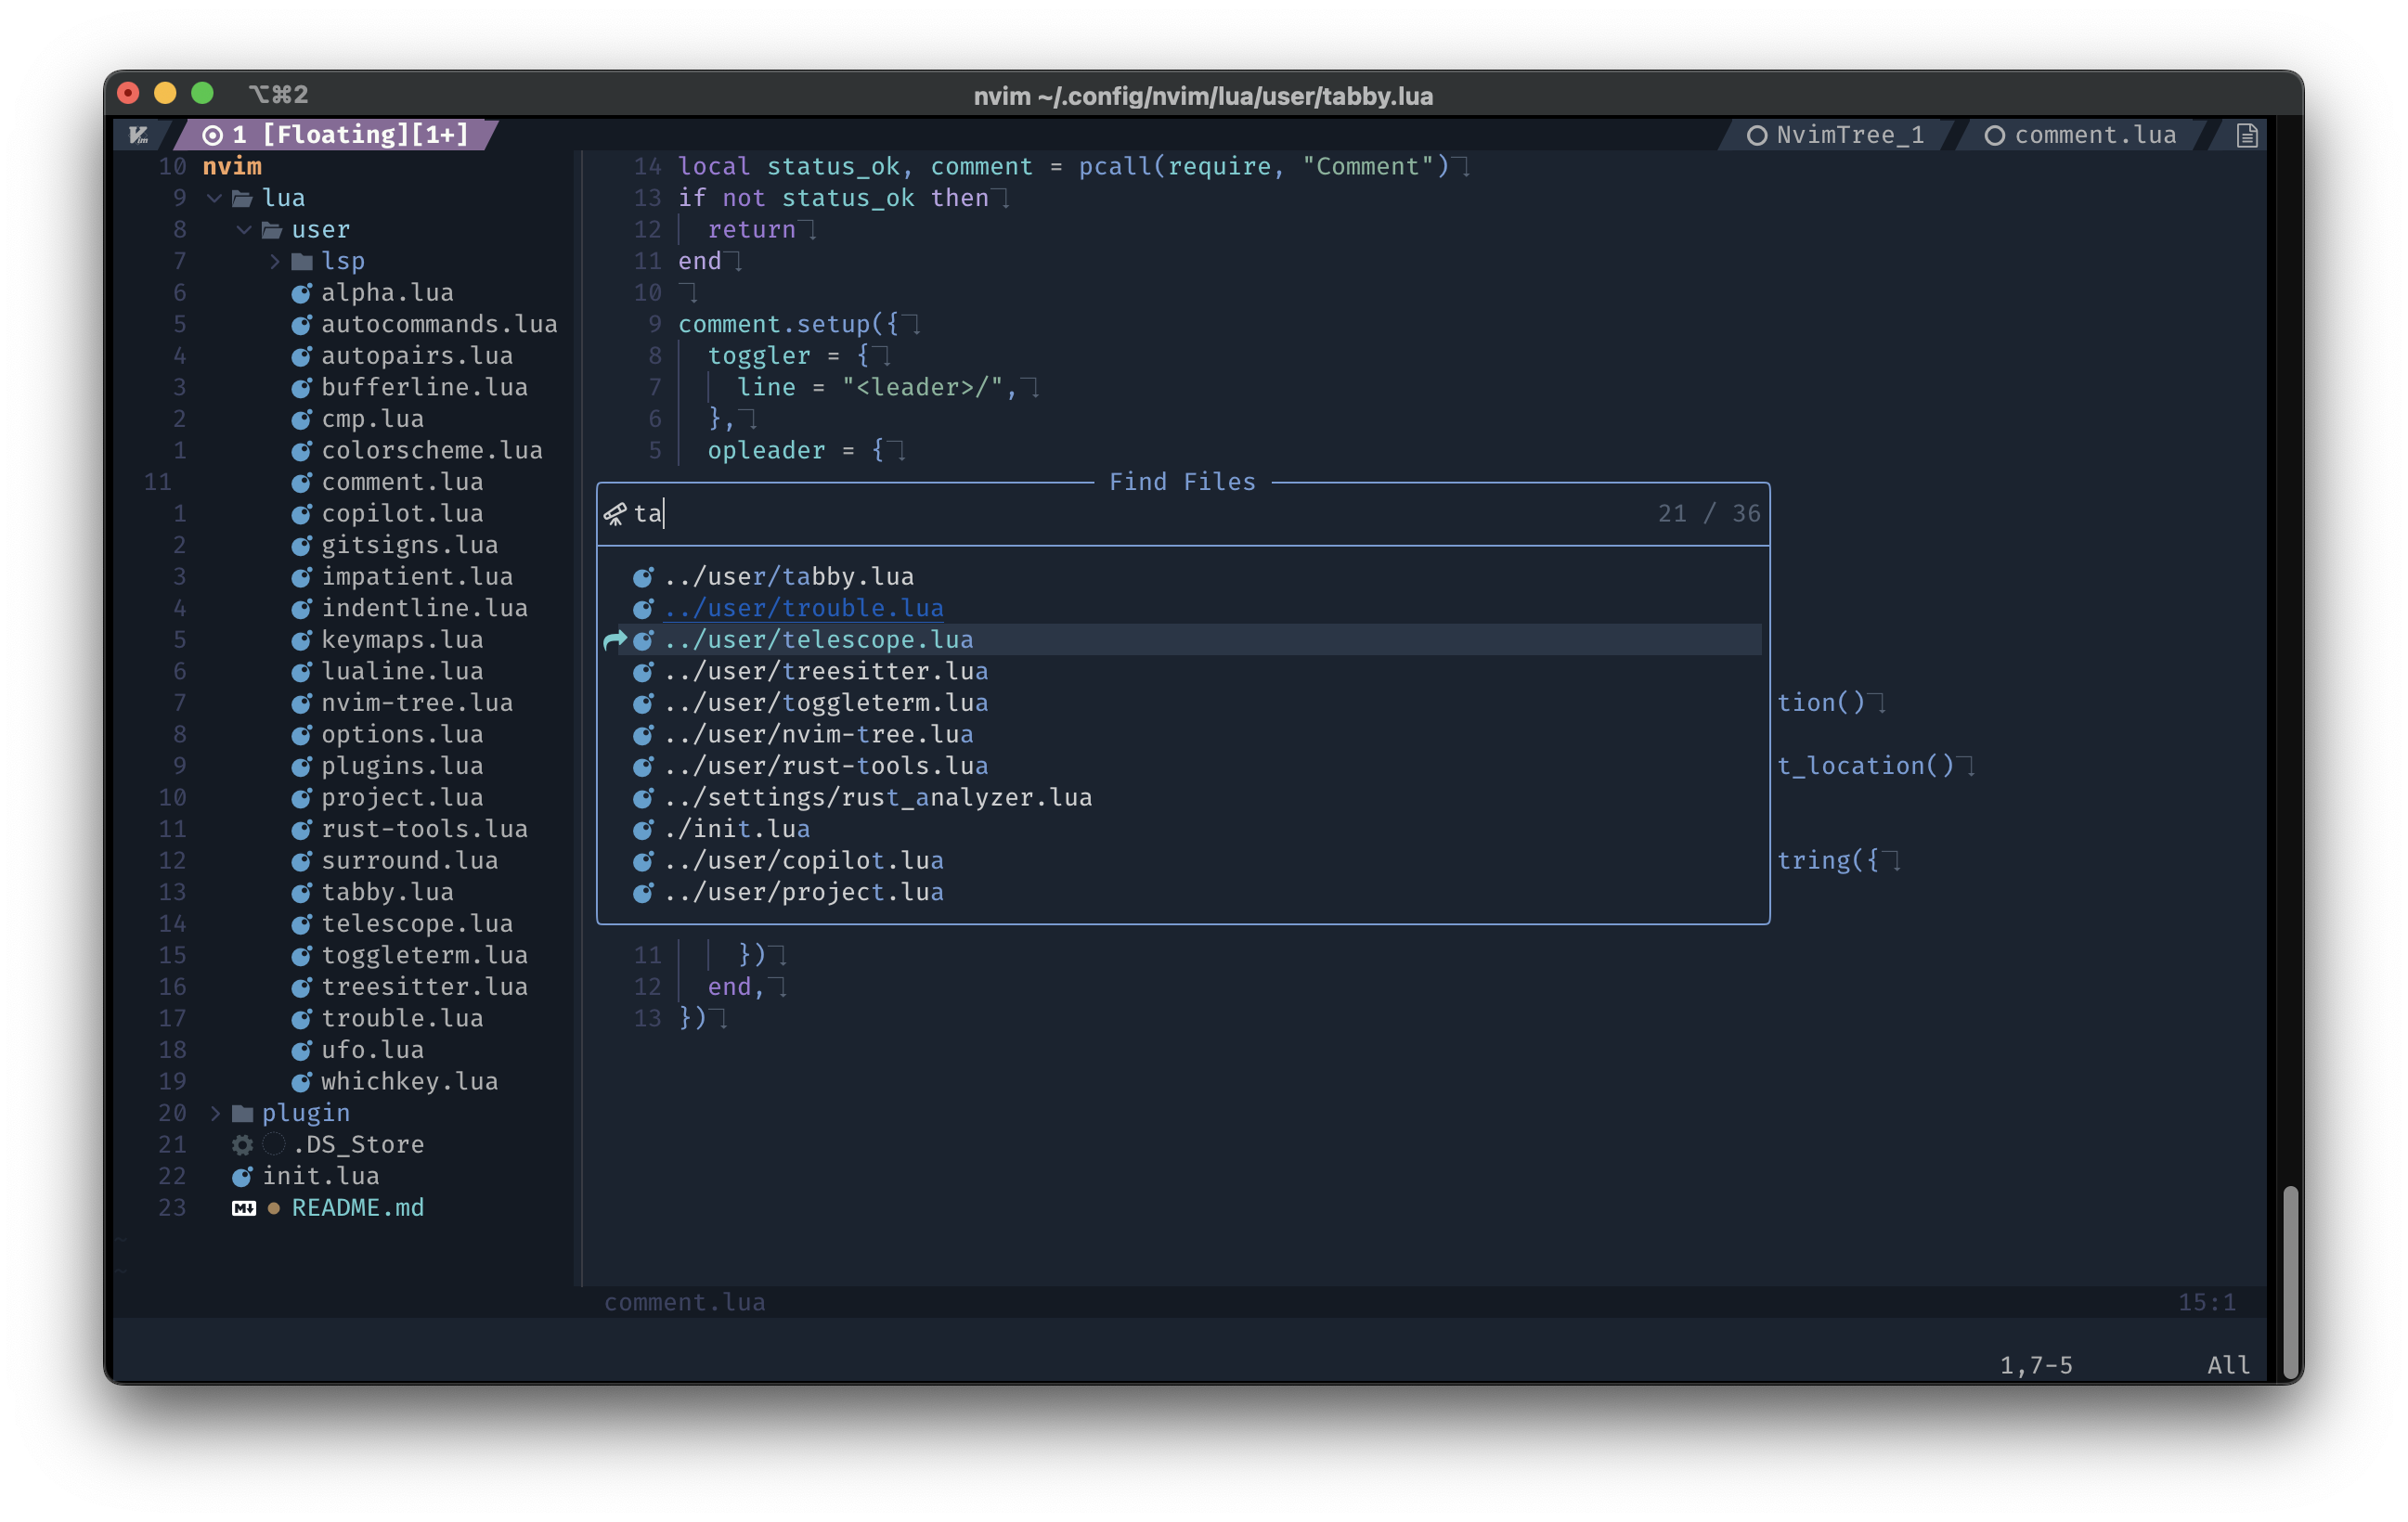 ⌥⌘2 nvim ~/.config/nvim/lua/user/tabby.lua
1 [Floating][1+] NvimTree_1 comment.lua
10 nvim
9 lua
8 user
7 lsp
6 alpha.lua
5 autocommands.lua
4 autopairs.lua
3 bufferline.lua
2 cmp.lua
1 colorscheme.lua
11 comment.lua
1 copilot.lua
2 gitsigns.lua
3 impatient.lua
4 indentline.lua
5 keymaps.lua
6 lualine.lua
7 nvim-tree.lua
8 options.lua
9 plugins.lua
10 project.lua
11 rust-tools.lua
12 surround.lua
13 tabby.lua
14 telescope.lua
15 toggleterm.lua
16 treesitter.lua
17 trouble.lua
18 ufo.lua
19 whichkey.lua
20 plugin
21 .DS_Store
22 init.lua
23 README.md
~
~
14 local status_ok, comment = pcall(require, "Comment")
13 if not status_ok then
12 return
11 end
10
9 comment.setup({
8 toggler = {
7 line = "<leader>/",
6 },
5 opleader = {
Find Files
ta 21 / 36
../user/tabby.lua
../user/trouble.lua
../user/telescope.lua
../user/treesitter.lua
../user/toggleterm.lua
../user/nvim-tree.lua
../user/rust-tools.lua
../settings/rust_analyzer.lua
./init.lua
../user/copilot.lua
../user/project.lua
tion()
t_location()
tring({
11 })
12 end,
13 })
comment.lua 15:1
1,7-5 All